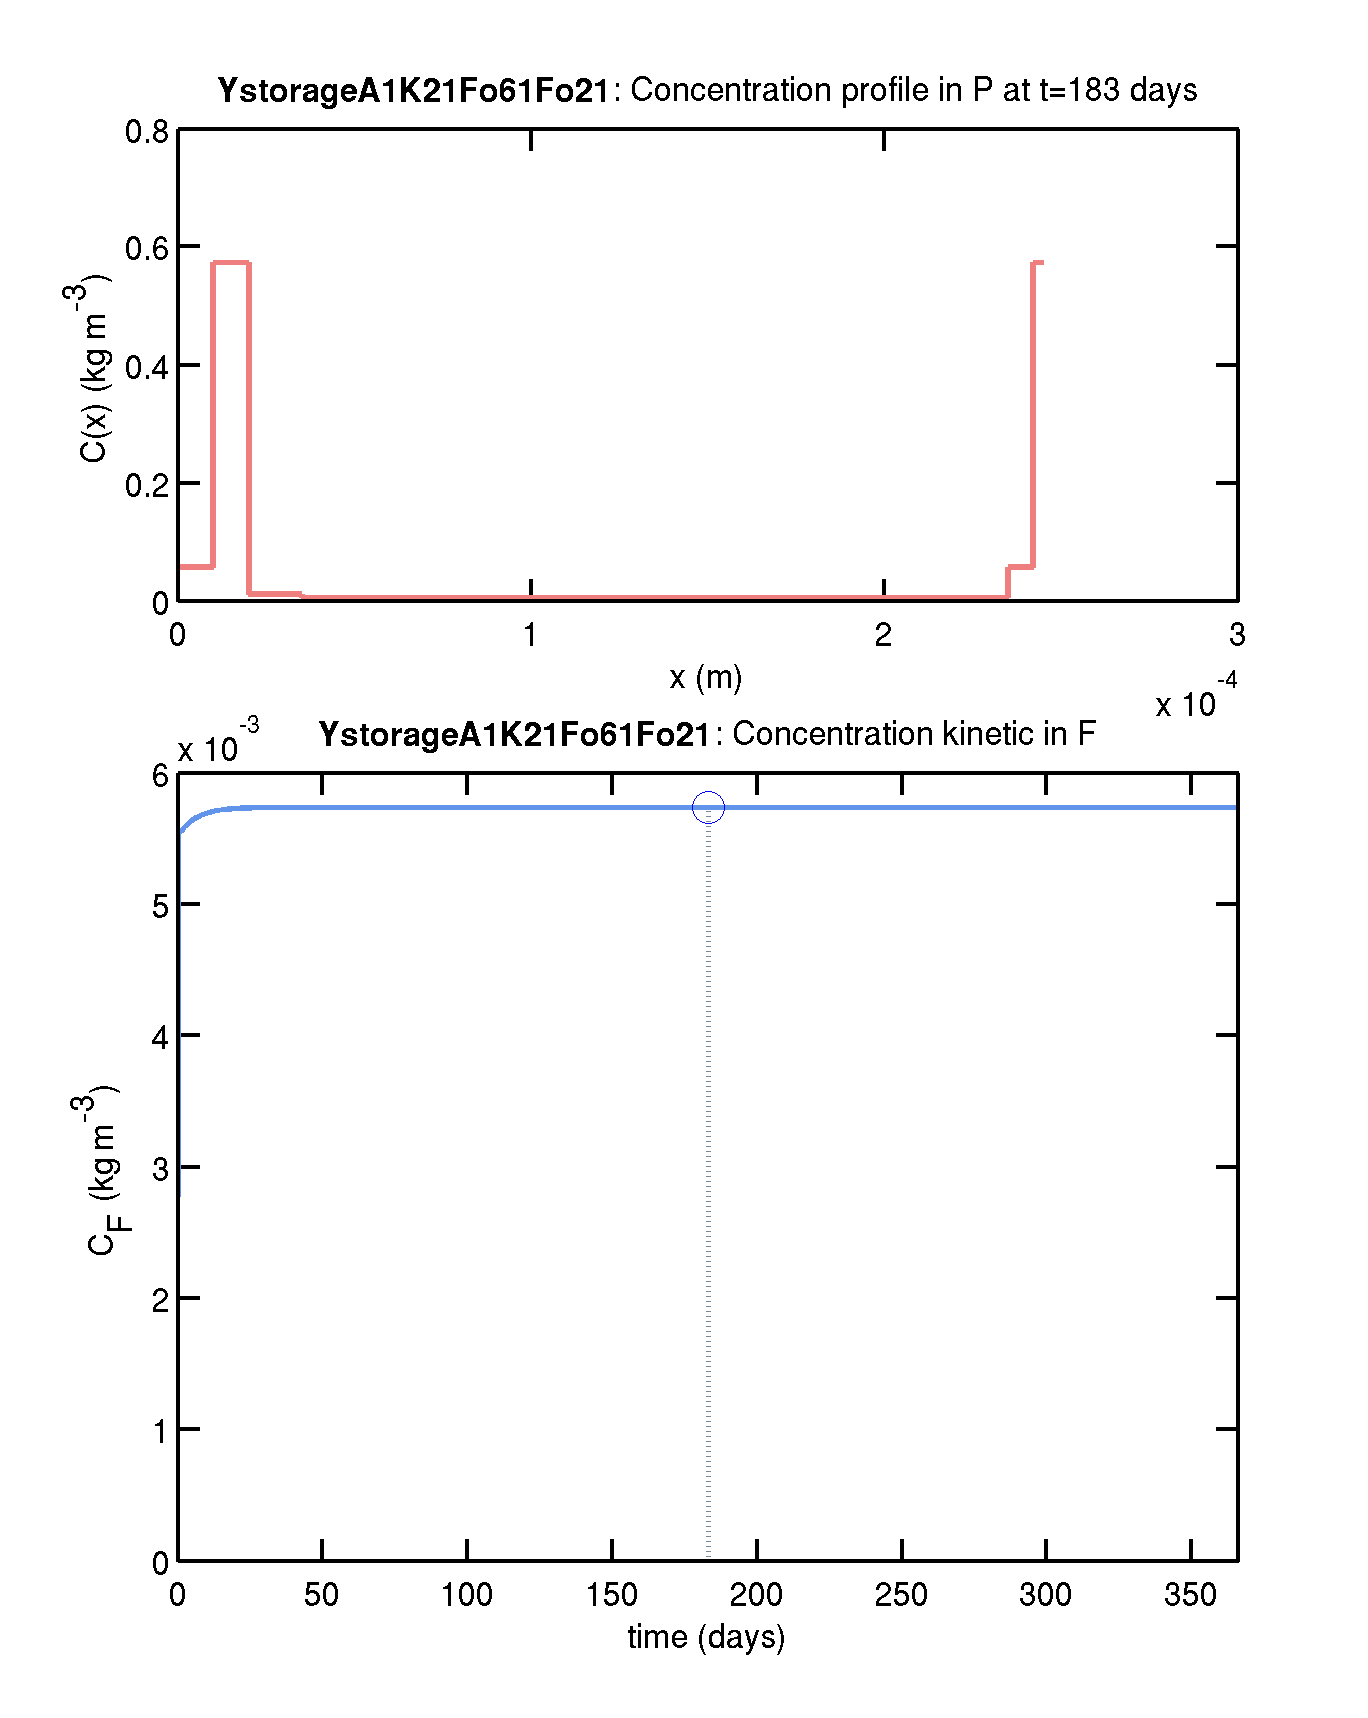 YstorageA1K21Fo61Fo21: Concentration profile in P at t=183 days
0.8
0.6
0.4
0.2
0
C(x) (kg m-3)
0 1 2 3
x (m)
x 10-4
x 10-3
YstorageA1K21Fo61Fo21: Concentration kinetic in F
6
5
4
3
2
1
0
CF (kg m-3)
0 50 100 150 200 250 300 350
time (days)